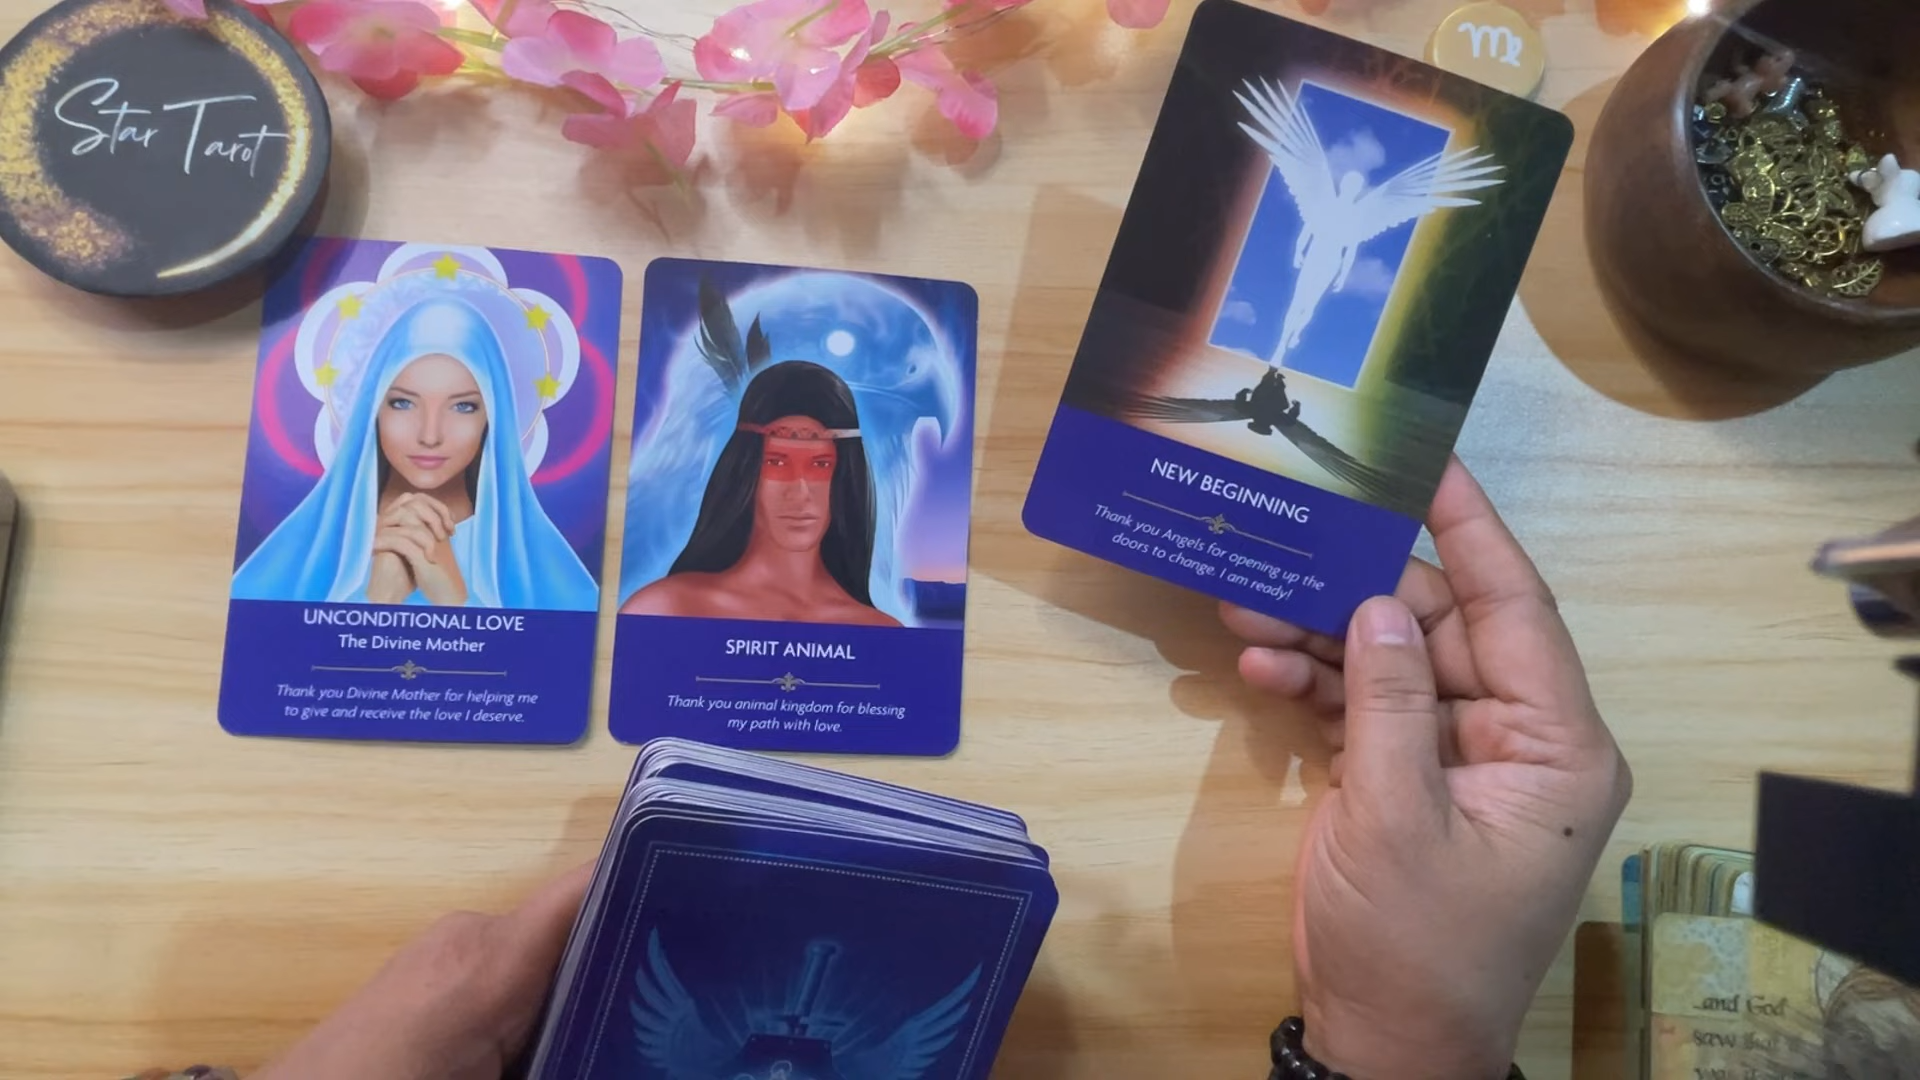 Star Tarot
♍
UNCONDITIONAL LOVE
The Divine Mother
Thank you Divine Mother for helping me
to give and receive the love I deserve.
SPIRIT ANIMAL
Thank you animal kingdom for blessing
my path with love.
NEW BEGINNING
Thank you Angels for opening up the
doors to change. I am ready!
...and God
saw that